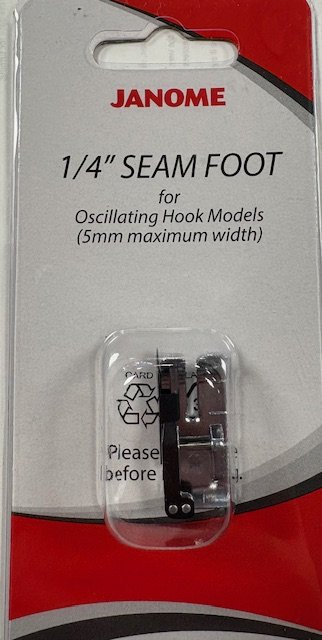 JANOME
1/4" SEAM FOOT
for
Oscillating Hook Models
(5mm maximum width)
CARD
Please
before